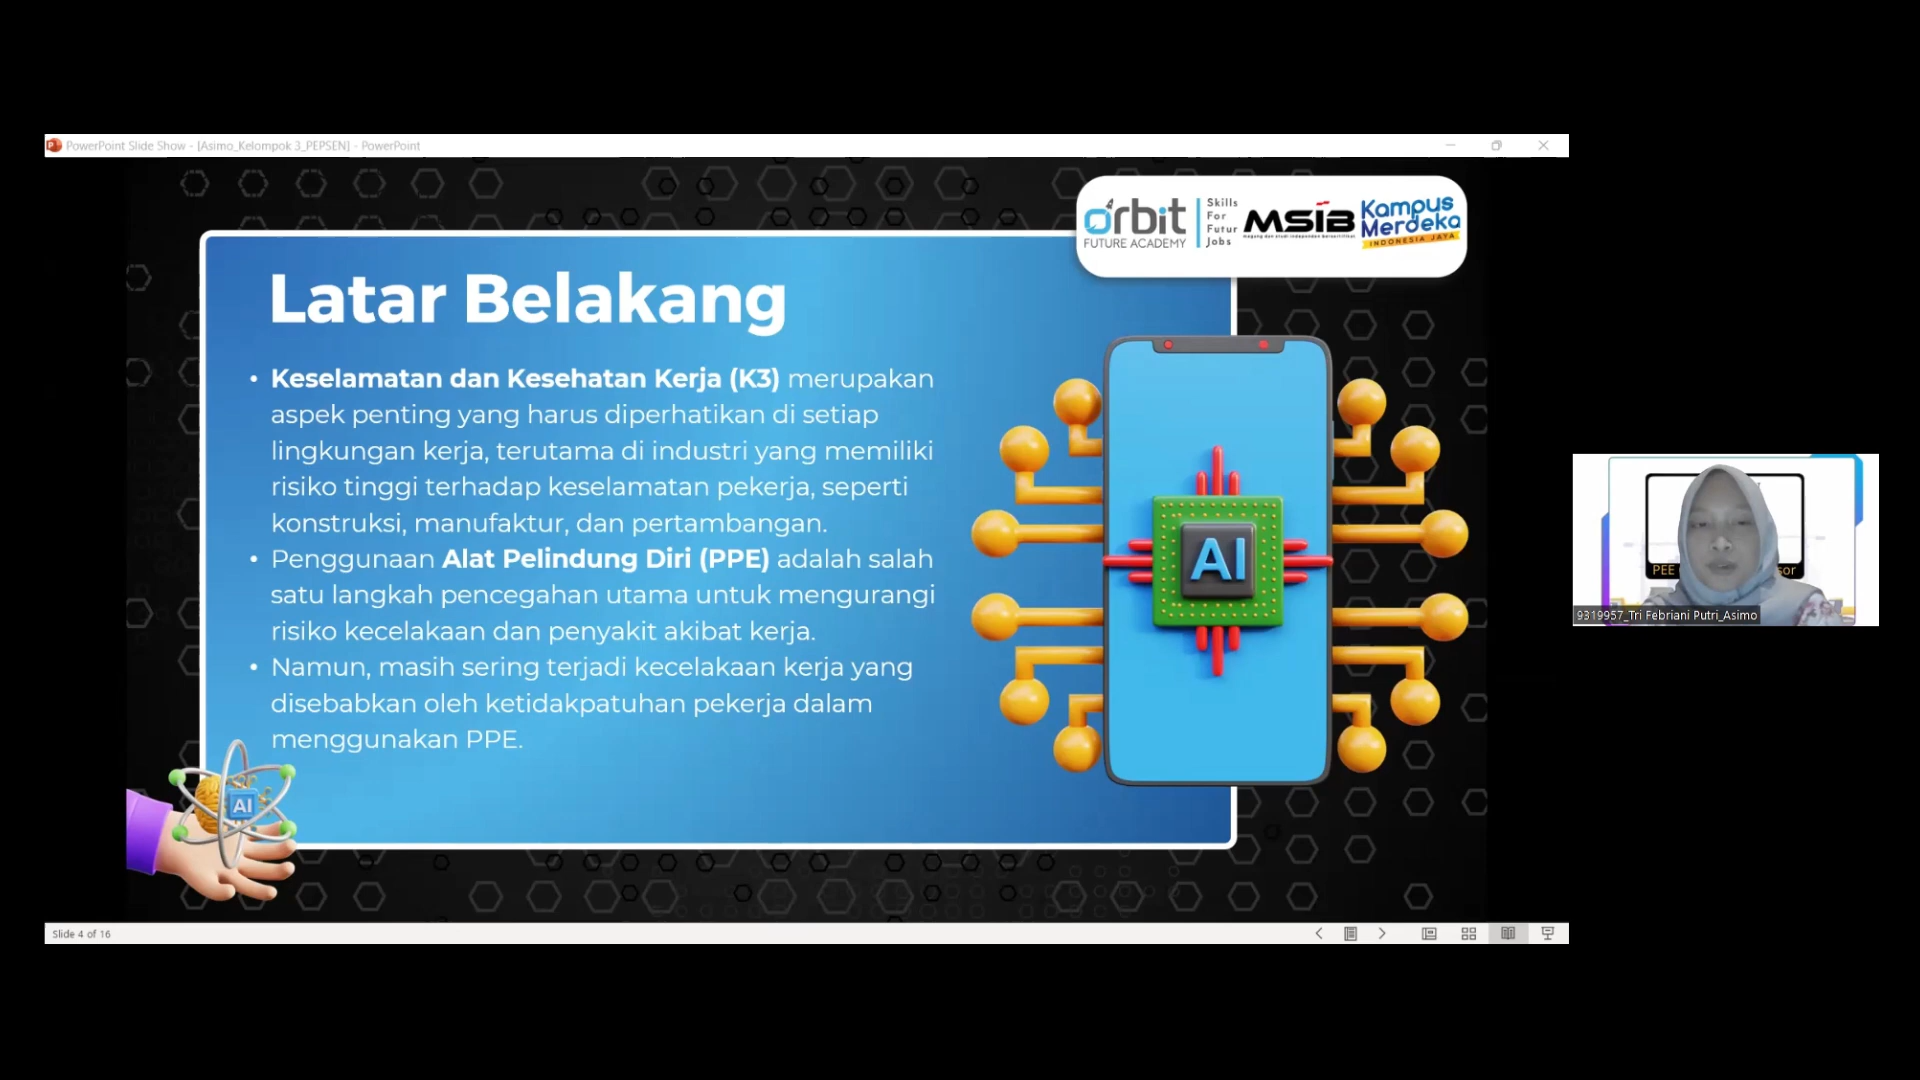 PowerPoint Slide Show - [Asimo_Kelompok 3_PEPSEN] - PowerPoint
orbit
FUTURE ACADEMY
Skills
For
Futur
Jobs
MSIB
Kampus
Merdeka
INDONESIA JAYA
Latar Belakang
• Keselamatan dan Kesehatan Kerja (K3) merupakan
aspek penting yang harus diperhatikan di setiap
lingkungan kerja, terutama di industri yang memiliki
risiko tinggi terhadap keselamatan pekerja, seperti
konstruksi, manufaktur, dan pertambangan.
• Penggunaan Alat Pelindung Diri (PPE) adalah salah
satu langkah pencegahan utama untuk mengurangi
risiko kecelakaan dan penyakit akibat kerja.
• Namun, masih sering terjadi kecelakaan kerja yang
disebabkan oleh ketidakpatuhan pekerja dalam
menggunakan PPE.
AI
AI
PEE sor
9319957_Tri Febriani Putri_Asimo
Slide 4 of 16